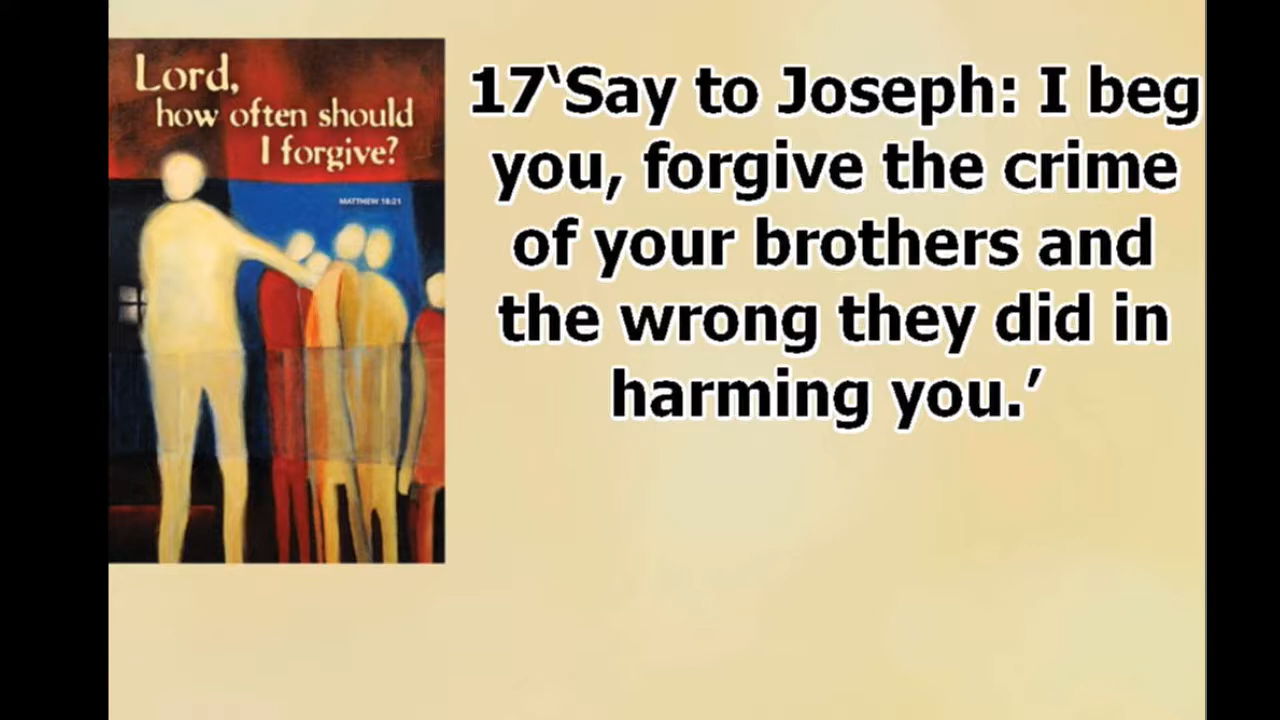 Lord,
how often should
I forgive?
MATTHEW 18:21
17‘Say to Joseph: I beg
you, forgive the crime
of your brothers and
the wrong they did in
harming you.’